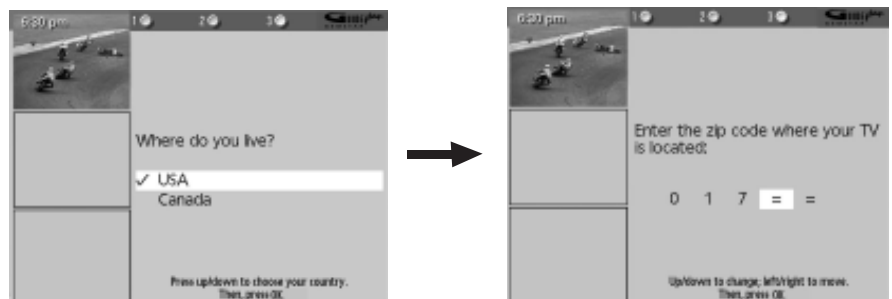 6:30 pm
1
2
3
Where do you live?
✓ USA
Canada
Press up/down to choose your country.
Then, press OK.
6:30 pm
1
2
3
Enter the zip code where your TV
is located:
0 1 7 = =
Up/down to change; left/right to move.
Then, press OK.